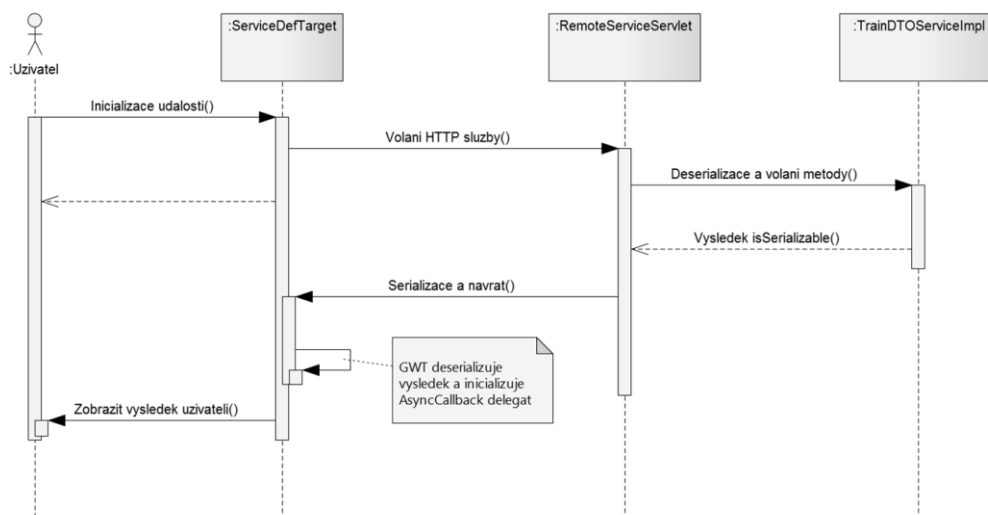 :Uzivatel
:ServiceDefTarget
:RemoteServiceServlet
:TrainDTOServiceImpl
Inicializace udalosti()
Volani HTTP sluzby()
Deserializace a volani metody()
Vysledek isSerializable()
Serializace a navrat()
GWT deserializuje
vysledek a inicializuje
AsyncCallback delegat
Zobrazit vysledek uzivateli()